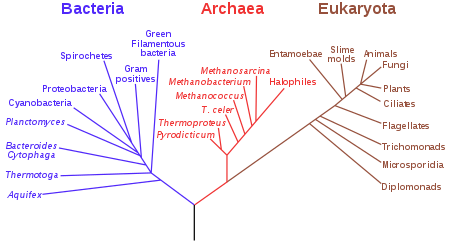 Bacteria
Archaea
Eukaryota
Green
Filamentous
bacteria
Spirochetes
Gram
positives
Proteobacteria
Cyanobacteria
Planctomyces
Bacteroides
Cytophaga
Thermotoga
Aquifex
Methanosarcina
Methanobacterium
Halophiles
Methanococcus
T. celer
Thermoproteus
Pyrodicticum
Entamoebae
Slime
molds
Animals
Fungi
Plants
Ciliates
Flagellates
Trichomonads
Microsporidia
Diplomonads